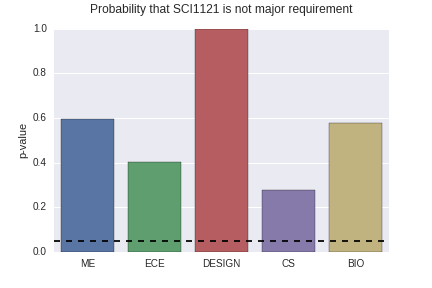 Probability that SCI1121 is not major requirement
1.0
0.8
0.6
0.4
0.2
0.0
p-value
ME ECE DESIGN CS BIO